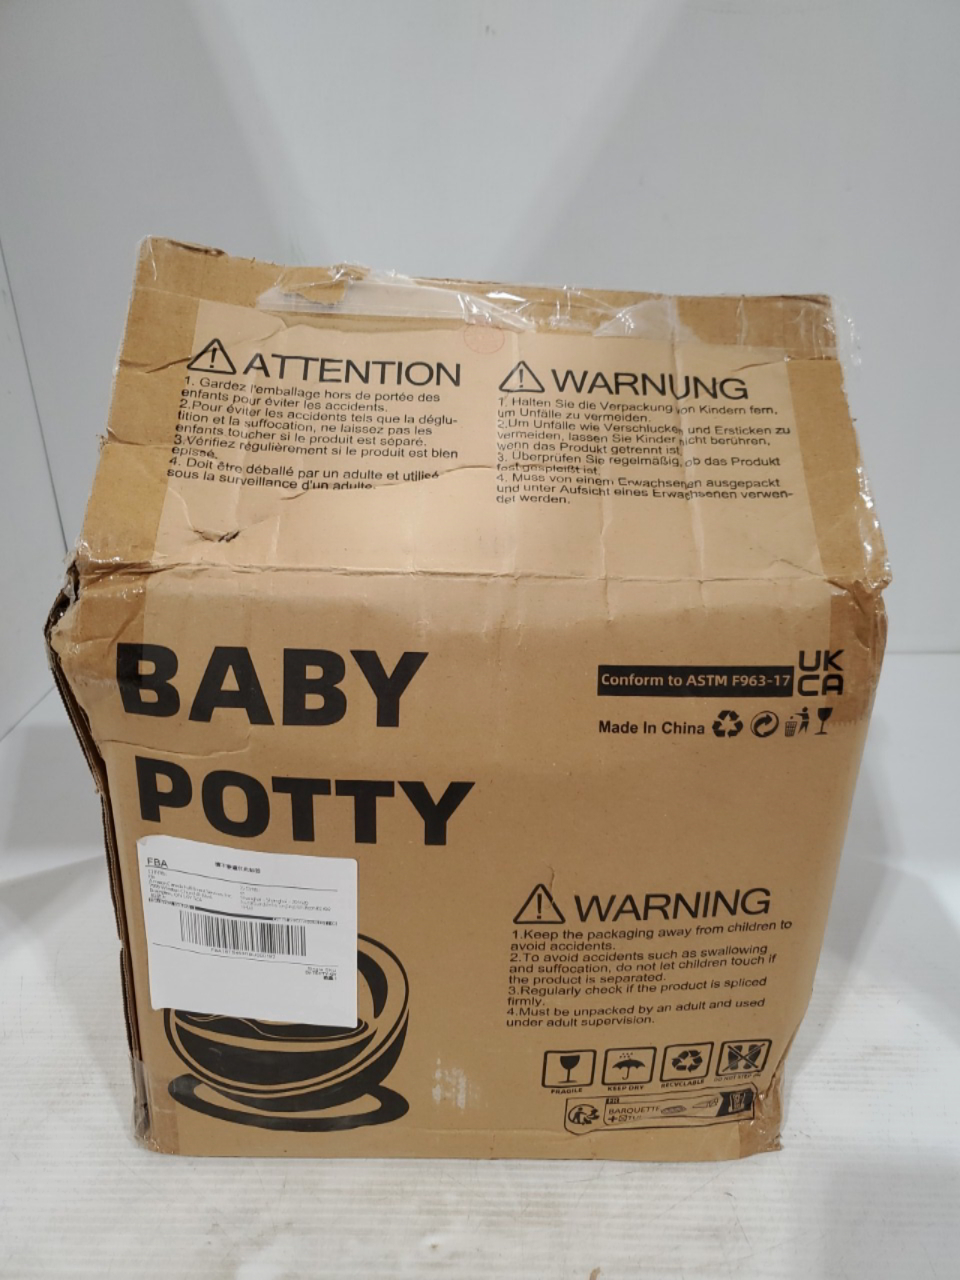 ATTENTION
1. Gardez l'emballage hors de portée des
enfants pour éviter les accidents.
2.Pour éviter les accidents tels que la déglu-
tition et la suffocation, ne laissez pas les
enfants toucher si le produit est séparé.
3.Vérifiez régulièrement si le produit est bien
épissé.
4. Doit être déballé par un adulte et utilisé
sous la surveillance d'un adulte.
WARNUNG
1. Halten Sie die Verpackung von Kindern fern,
um Unfälle zu vermeiden.
2.Um Unfälle wie Verschlucken und Ersticken zu
vermeiden, lassen Sie Kinder nicht berühren,
wenn das Produkt getrennt ist.
3. Überprüfen Sie regelmäßig, ob das Produkt
fest gespleißt ist.
4. Muss von einem Erwachsenen ausgepackt
und unter Aufsicht eines Erwachsenen verwen-
det werden.
BABY
POTTY
Conform to ASTM F963-17
UK
CA
Made In China
FBA
WARNING
1.Keep the packaging away from children to
avoid accidents.
2.To avoid accidents such as swallowing
and suffocation, do not let children touch if
the product is separated.
3.Regularly check if the product is spliced
firmly.
4.Must be unpacked by an adult and used
under adult supervision.
FRAGILE
KEEP DRY
RECYCLABLE
DO NOT STEP ON
FR
BARQUETTE